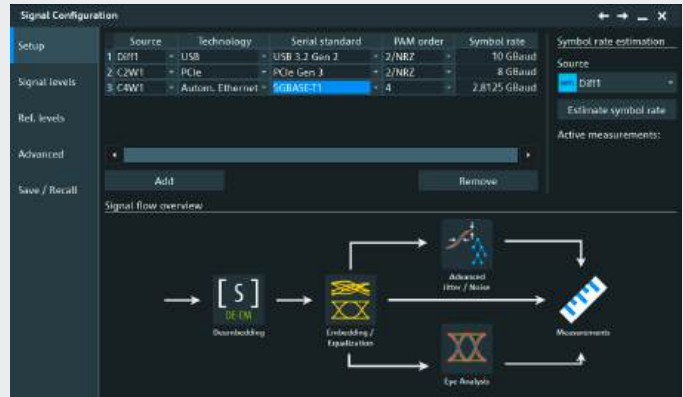 Signal Configuration
Setup
Signal levels
Ref. levels
Advanced
Save / Recall
Source Technology Serial standard PAM order Symbol rate
1 Diff1 USB USB 3.2 Gen 2 2/NRZ 10 GBaud
2 C2W1 PCIe PCIe Gen 3 2/NRZ 8 GBaud
3 C4W1 Autom. Ethernet 5GBASE-T1 4 2.8125 GBaud
Add Remove
Symbol rate estimation
Source
Diff1
Estimate symbol rate
Active measurements:
Signal flow overview
[ S ]
DE-EM
Deembedding
Embedding /
Equalization
Advanced
Jitter / Noise
Eye Analysis
Measurements